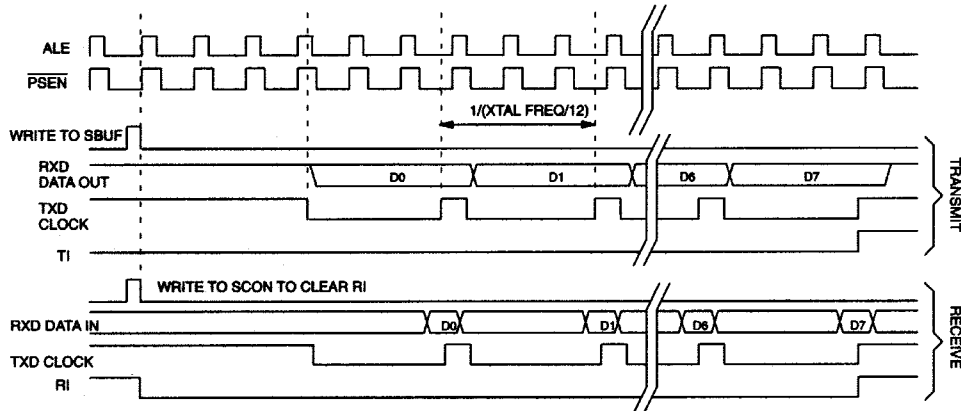 ALE
PSEN
1/(XTAL FREQ/12)
WRITE TO SBUF
RXD
DATA OUT
D0
D1
D6
D7
TXD
CLOCK
TI
TRANSMIT
WRITE TO SCON TO CLEAR RI
RXD DATA IN
D0
D1
D6
D7
TXD CLOCK
RI
RECEIVE